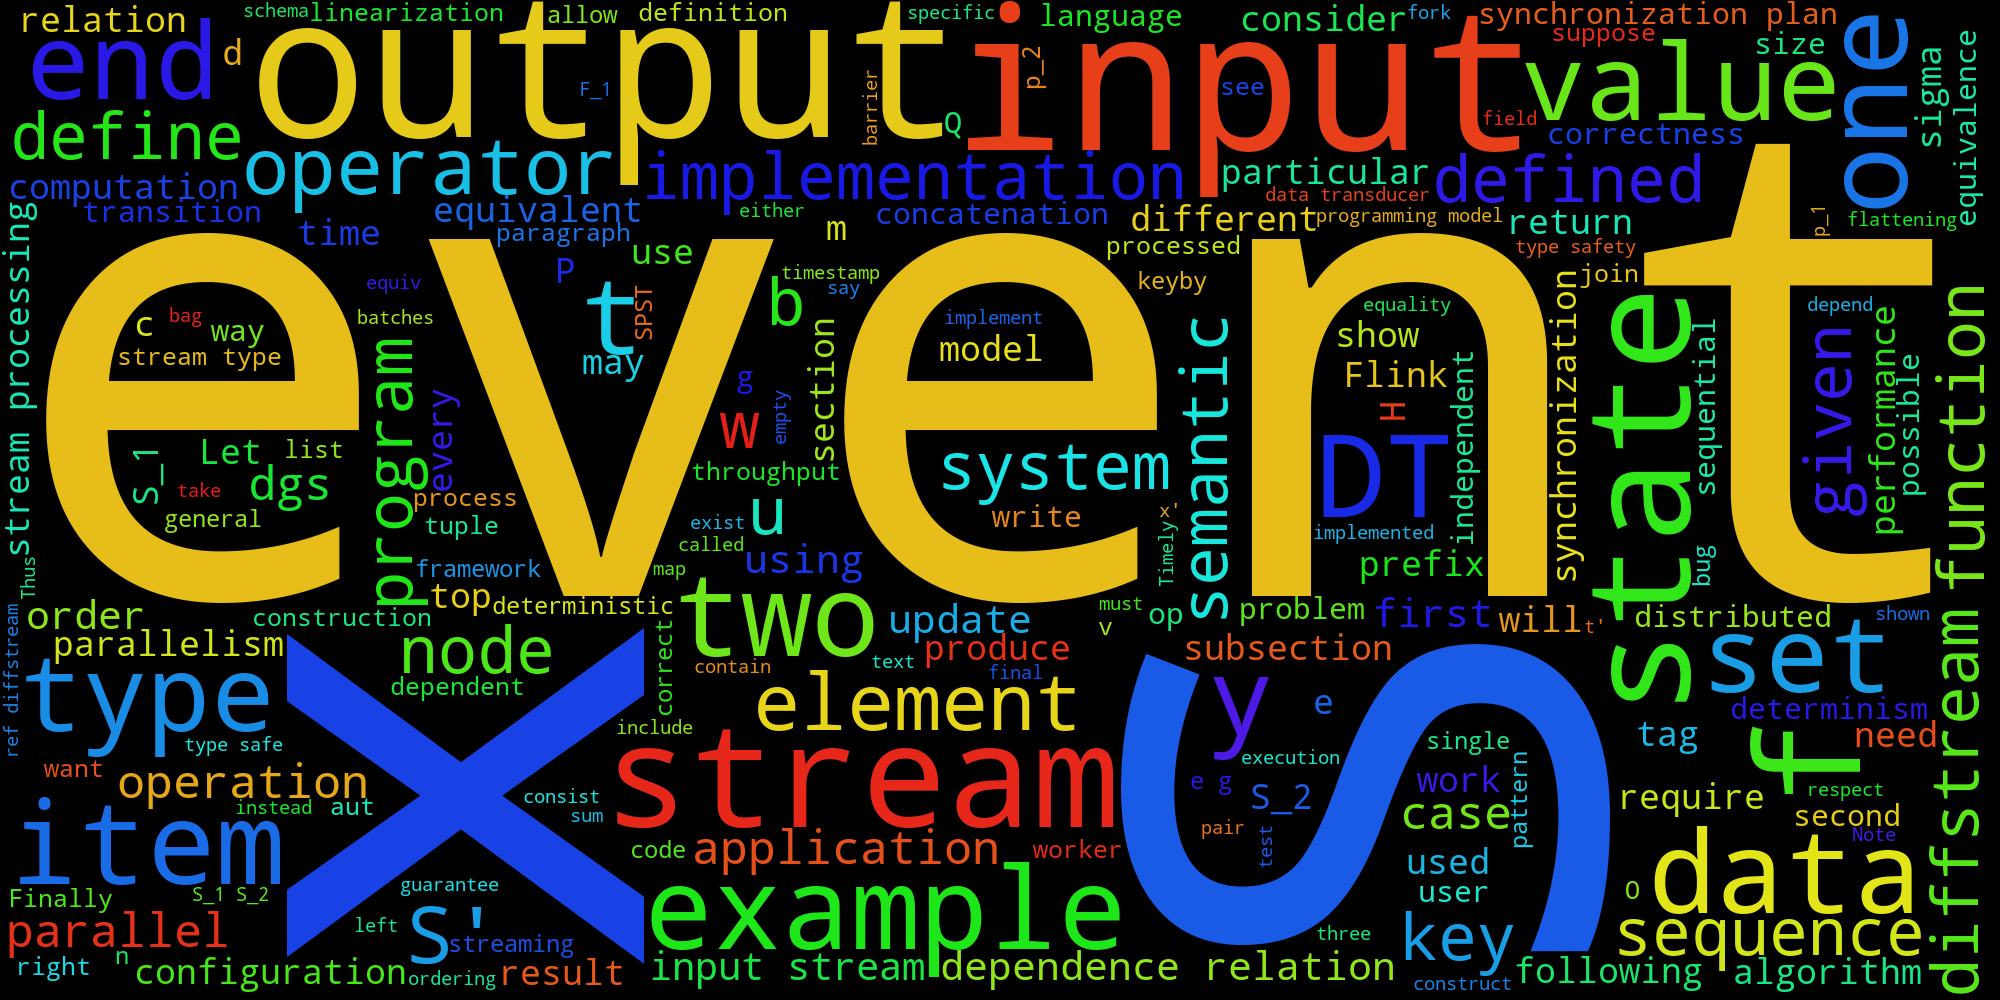 relation
schema
linearization
allow
definition
specific
language
consider
fork
synchronization plan
end
d
output
F_1
barrier
input
p_2
see
suppose
field
value
size
one
sigma
equivalence
define
Q
correctness
operator
implementation
particular
defined
computation
data transducer
transition
time
equivalent
paragraph
either
m
concatenation
different
programming model
return
p_1
flattening
stream processing
event
use
P
processed
type safety
join
equiv
t
SPST
b
timestamp
say
keyby
synchronization
state
depend
function
c
bag
way
batches
implement
equality
stream type
program
may
section
model
semantic
show
Flink
independent
sequential
given
performance
possible
every
g
w
empty
H
S_1
Let
list
dgs
take
general
process
tuple
throughput
system
DT
exist
u
write
x'
implemented
called
using
Timely
prefix
bug
Thus
framework
map
top
deterministic
two
must
v
op
problem
first
will
t'
distributed
shown
order
construction
update
parallelism
node
correct
produce
subsection
set
ref diffstream
type
dependent
contain
text
final
element
y
e
determinism
diffstream
type safe
include
tag
f
need
want
operation
X
stream
S
execution
single
pattern
item
instead
aut
consist
sum
e g
S_2
work
case
require
respect
second
code
application
worker
pair
test
used
Note
Finally
S_1 S_2
guarantee
example
user
O
data
parallel
left
S'
streaming
three
key
sequence
right
n
configuration
ordering
result
input stream
dependence relation
construct
following
algorithm